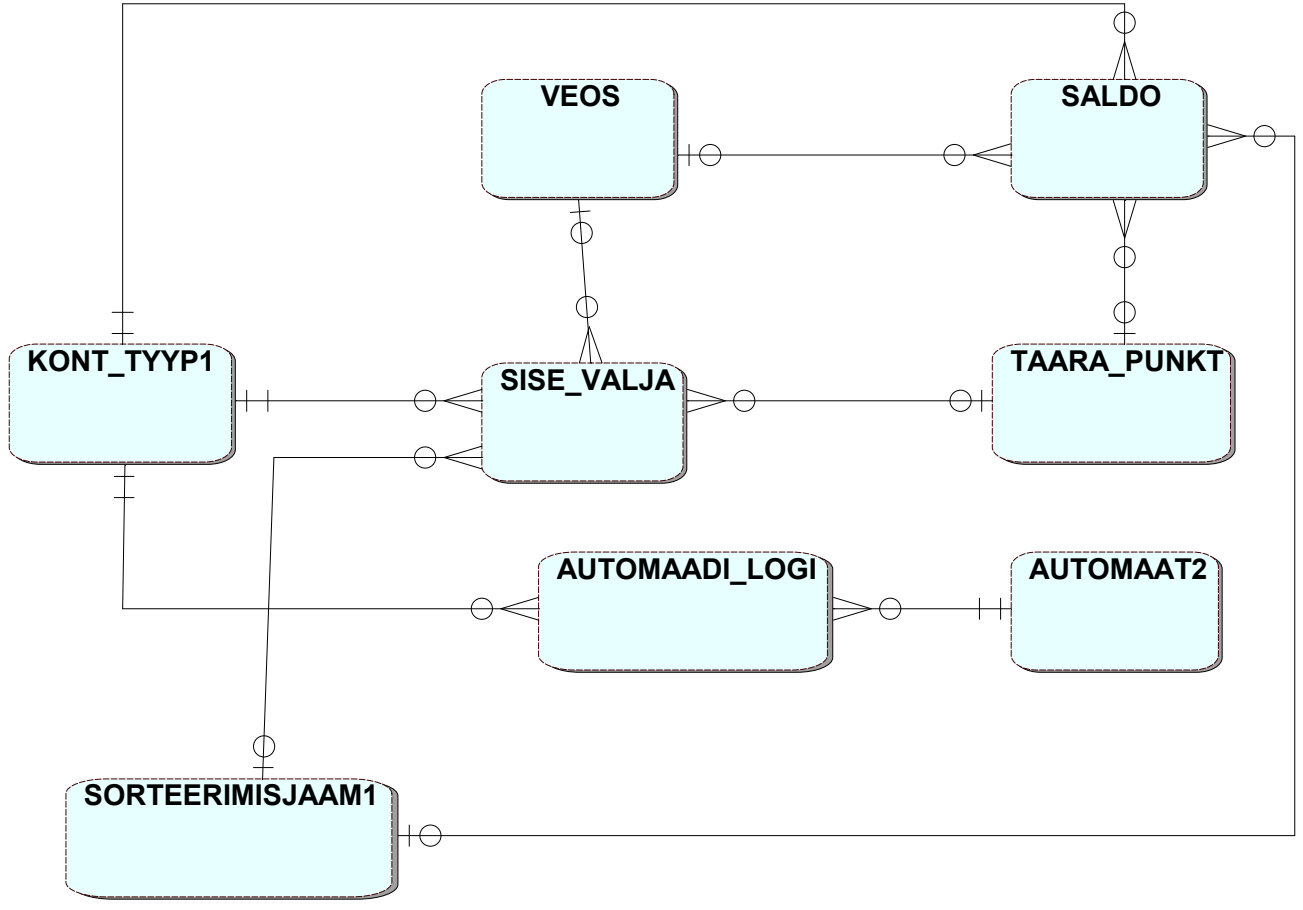 VEOS
SALDO
KONT_TYYP1
SISE_VALJA
TAARA_PUNKT
AUTOMAADI_LOGI
AUTOMAAT2
SORTEERIMISJAAM1